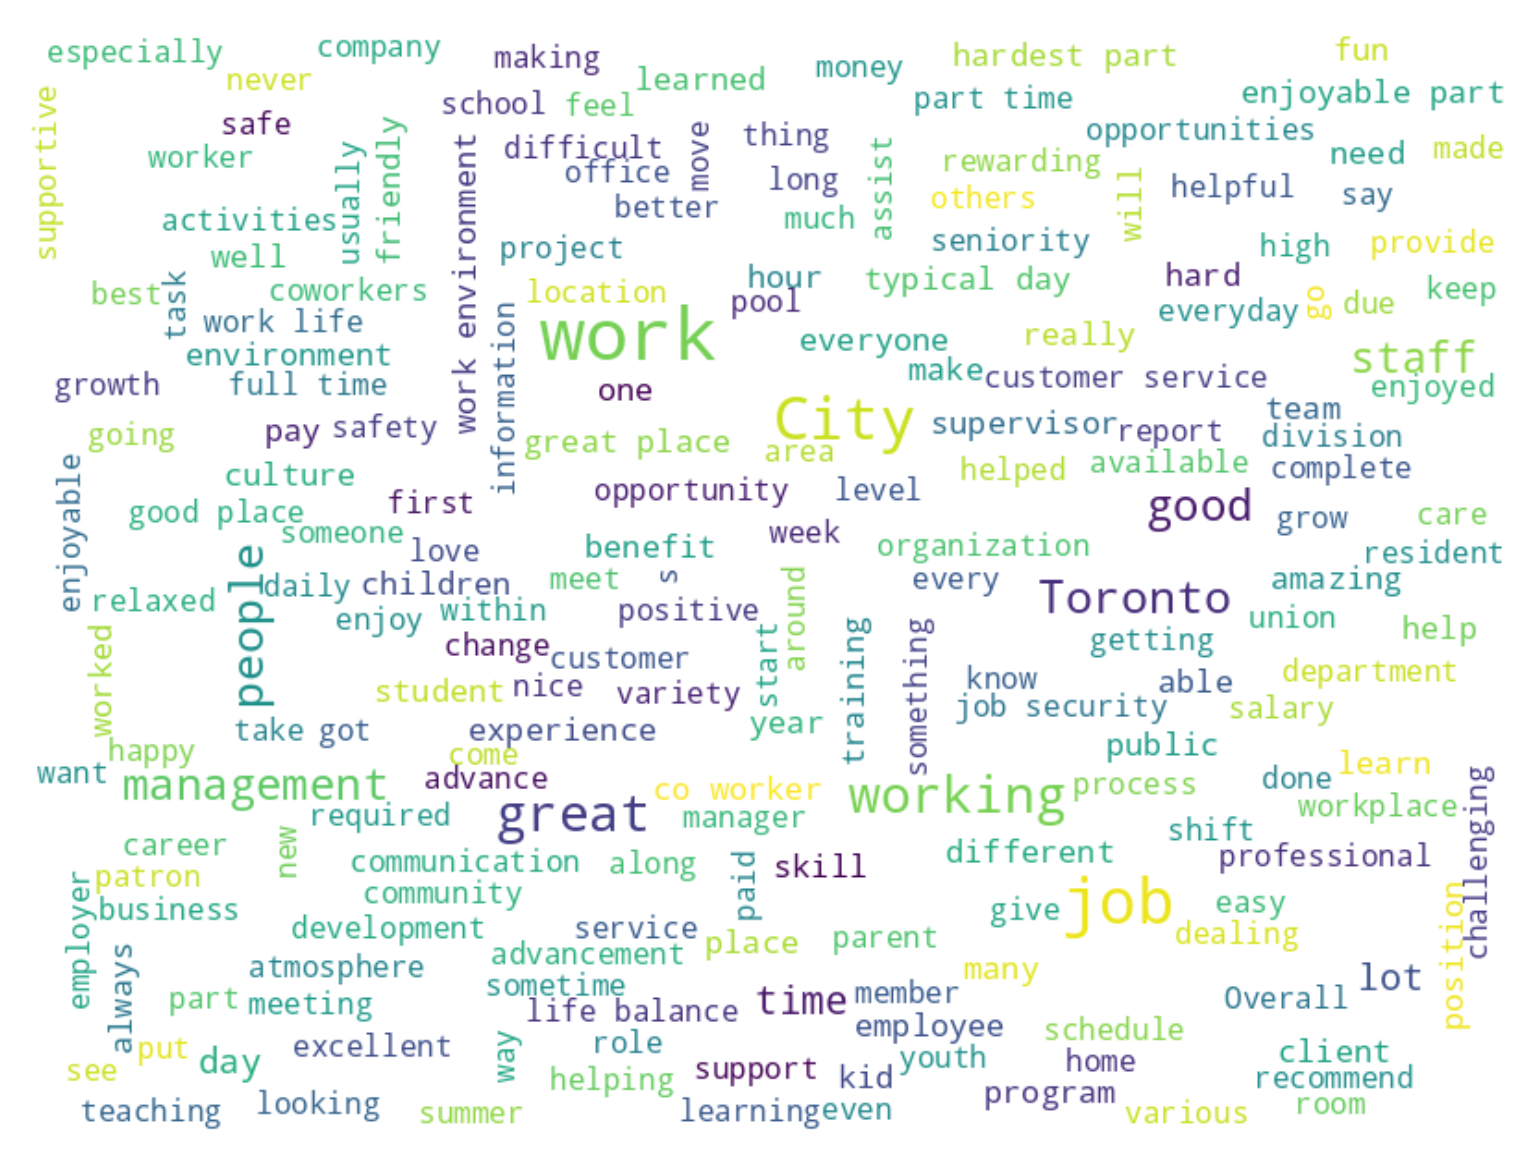 especially
company
making
hardest part
fun
never
learned
money
enjoyable part
supportive
safe
school
feel
part time
opportunities
worker
usually
friendly
work environment
difficult
move
thing
assist
rewarding
need
made
office
long
others
will
helpful
say
activities
better
much
seniority
high
provide
well
project
hour
typical day
hard
keep
best
task
coworkers
location
pool
everyday
go
due
work life
information
work
everyone
really
staff
environment
make
customer service
enjoyed
growth
full time
one
City
team
going
pay
safety
great place
area
supervisor
report
division
enjoyable
culture
helped
available
complete
good place
first
opportunity
level
good
grow
care
someone
love
benefit
week
organization
resident
people
daily
children
meet
s
around
every
amazing
relaxed
enjoy
within
positive
Toronto
union
help
worked
change
customer
start
training
something
getting
student
nice
variety
know
able
department
take
got
experience
year
job security
salary
happy
come
public
want
management
advance
co worker
working
process
done
learn
challenging
required
great
manager
workplace
career
new
communication
along
paid
skill
different
shift
professional
patron
community
employer
business
development
service
place
parent
give
job
easy
position
always
atmosphere
advancement
dealing
many
part
meeting
sometime
life balance
time
member
Overall
lot
put
day
excellent
way
role
employee
schedule
see
helping
support
kid
youth
home
client
recommend
teaching
looking
summer
learning
even
program
various
room